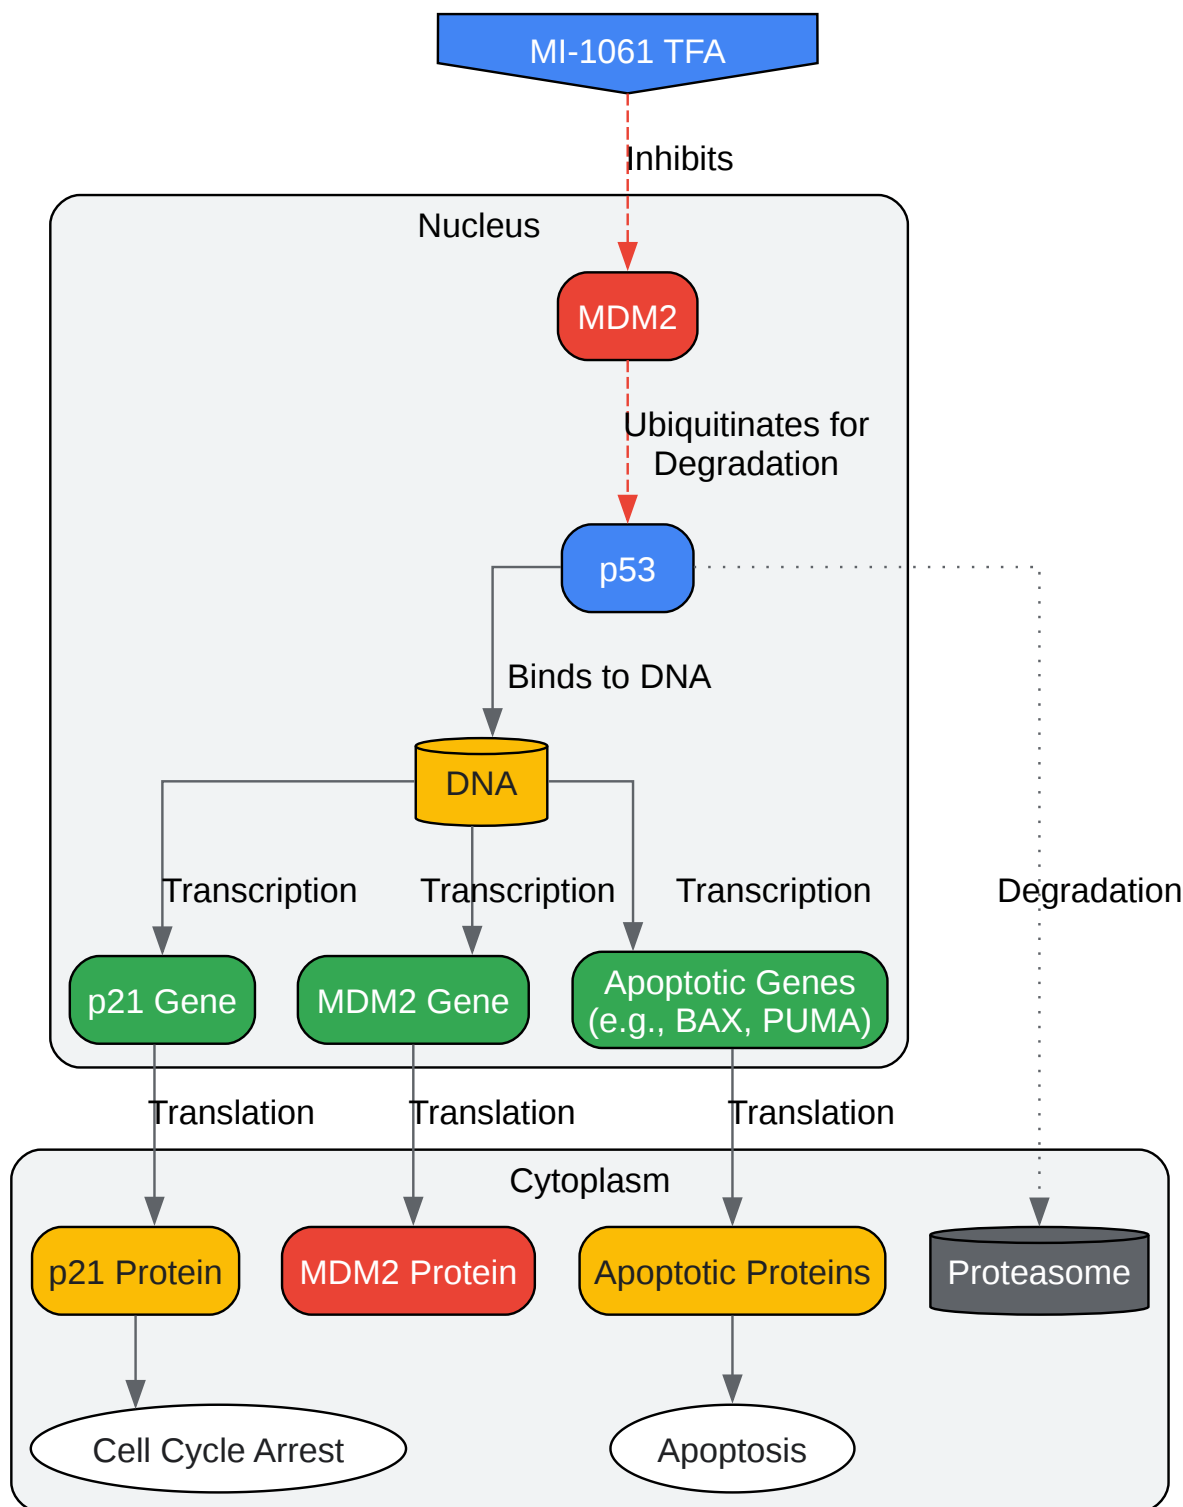 MI-1061 TFA
Inhibits
Nucleus
MDM2
Ubiquitinates for
Degradation
p53
Binds to DNA
DNA
Transcription
Transcription
Transcription
Degradation
p21 Gene
MDM2 Gene
Apoptotic Genes
(e.g., BAX, PUMA)
Translation
Translation
Translation
Cytoplasm
p21 Protein
MDM2 Protein
Apoptotic Proteins
Proteasome
Cell Cycle Arrest
Apoptosis